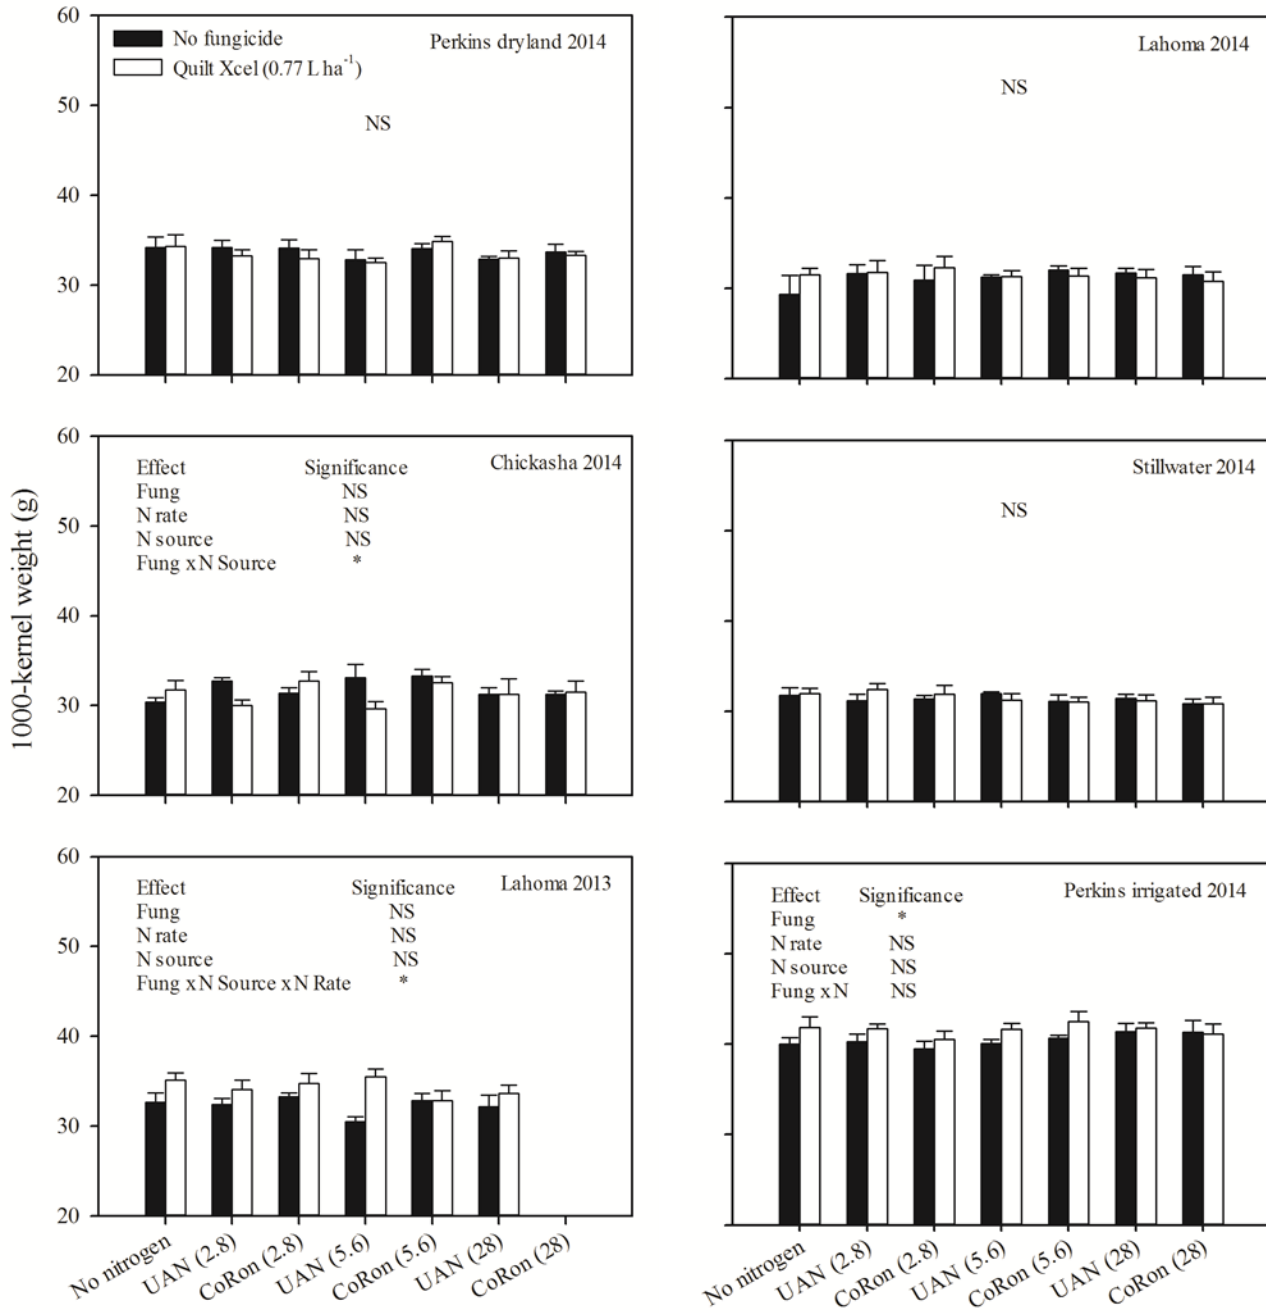 1000-kernel weight (g)
60
50
40
30
20
No fungicide
Quilt Xcel (0.77 L ha-1)
Perkins dryland 2014
NS
Lahoma 2014
NS
60
50
40
30
20
Effect Significance
Fung NS
N rate NS
N source NS
Fung x N Source *
Chickasha 2014
Stillwater 2014
NS
60
50
40
30
20
Effect Significance
Fung NS
N rate NS
N source NS
Fung x N Source x N Rate *
Lahoma 2013
No nitrogen
UAN (2.8)
CoRon (2.8)
UAN (5.6)
CoRon (5.6)
UAN (28)
CoRon (28)
Effect Significance
Fung *
N rate NS
N source NS
Fung x N NS
Perkins irrigated 2014
No nitrogen
UAN (2.8)
CoRon (2.8)
UAN (5.6)
CoRon (5.6)
UAN (28)
CoRon (28)